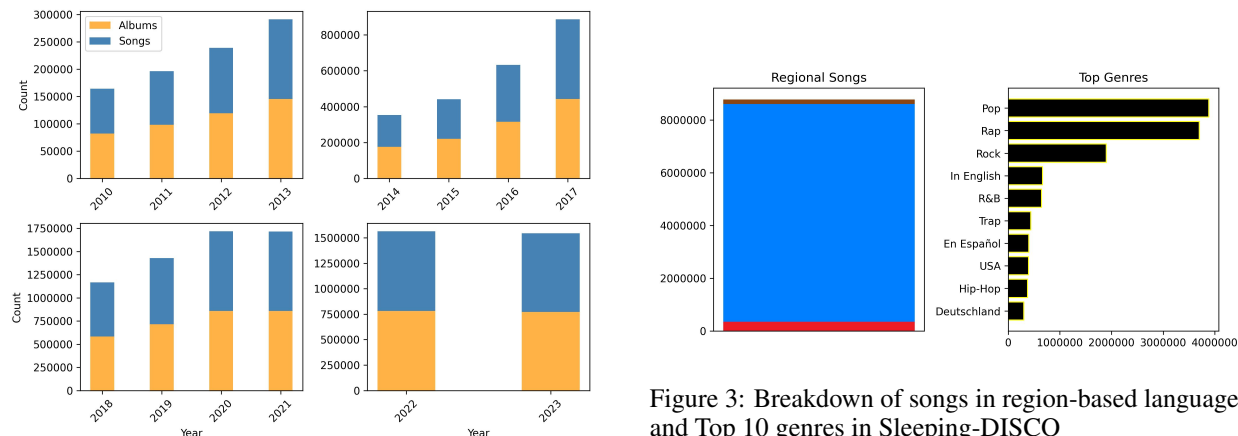 Albums
Songs
300000
250000
200000
150000
100000
50000
0
Count
2010
2011
2012
2013
800000
600000
400000
200000
0
2014
2015
2016
2017
1750000
1500000
1250000
1000000
750000
500000
250000
0
Count
2018
2019
2020
2021
Year
1500000
1250000
1000000
750000
500000
250000
0
2022
2023
Year
Regional Songs
8000000
6000000
4000000
2000000
0
Top Genres
Pop
Rap
Rock
In English
R&B
Trap
En Español
USA
Hip-Hop
Deutschland
0 1000000 2000000 3000000 4000000
Figure 3: Breakdown of songs in region-based language
and Top 10 genres in Sleeping-DISCO